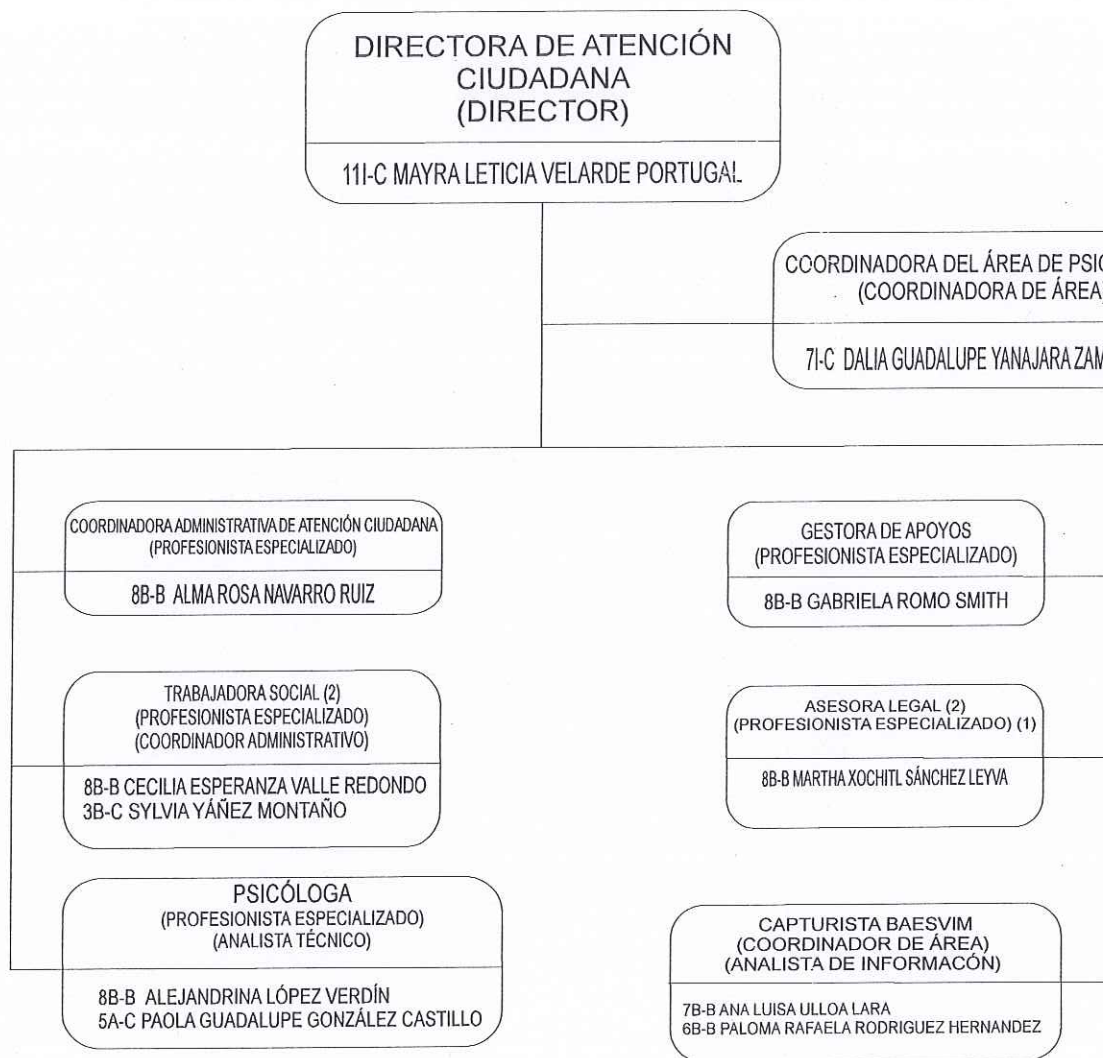 DIRECTORA DE ATENCIÓN
CIUDADANA
(DIRECTOR)
11I-C MAYRA LETICIA VELARDE PORTUGAL
COORDINADORA DEL ÁREA DE PSIC
(COORDINADORA DE ÁREA)
7I-C DALIA GUADALUPE YANAJARA ZAM
COORDINADORA ADMINISTRATIVA DE ATENCIÓN CIUDADANA
(PROFESIONISTA ESPECIALIZADO)
8B-B ALMA ROSA NAVARRO RUIZ
GESTORA DE APOYOS
(PROFESIONISTA ESPECIALIZADO)
8B-B GABRIELA ROMO SMITH
TRABAJADORA SOCIAL (2)
(PROFESIONISTA ESPECIALIZADO)
(COORDINADOR ADMINISTRATIVO)
8B-B CECILIA ESPERANZA VALLE REDONDO
3B-C SYLVIA YÁÑEZ MONTAÑO
ASESORA LEGAL (2)
(PROFESIONISTA ESPECIALIZADO) (1)
8B-B MARTHA XOCHITL SÁNCHEZ LEYVA
PSICÓLOGA
(PROFESIONISTA ESPECIALIZADO)
(ANALISTA TÉCNICO)
8B-B ALEJANDRINA LÓPEZ VERDÍN
5A-C PAOLA GUADALUPE GONZÁLEZ CASTILLO
CAPTURISTA BAESVIM
(COORDINADOR DE ÁREA)
(ANALISTA DE INFORMACÓN)
7B-B ANA LUISA ULLOA LARA
6B-B PALOMA RAFAELA RODRIGUEZ HERNANDEZ